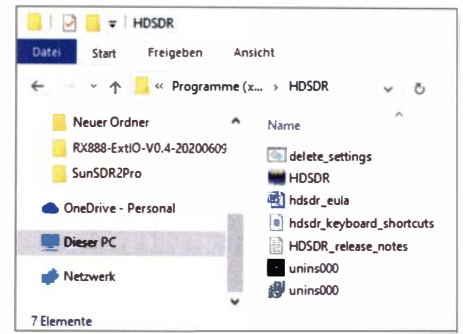 HDSDR
Datei Start Freigeben Ansicht
« Programme (x... › HDSDR
Neuer Ordner
RX888-ExtIO-V0.4-20200609
SunSDR2Pro
OneDrive - Personal
Dieser PC
Netzwerk
Name
delete_settings
HDSDR
hdsdr_eula
hdsdr_keyboard_shortcuts
HDSDR_release_notes
unins000
unins000
7 Elemente